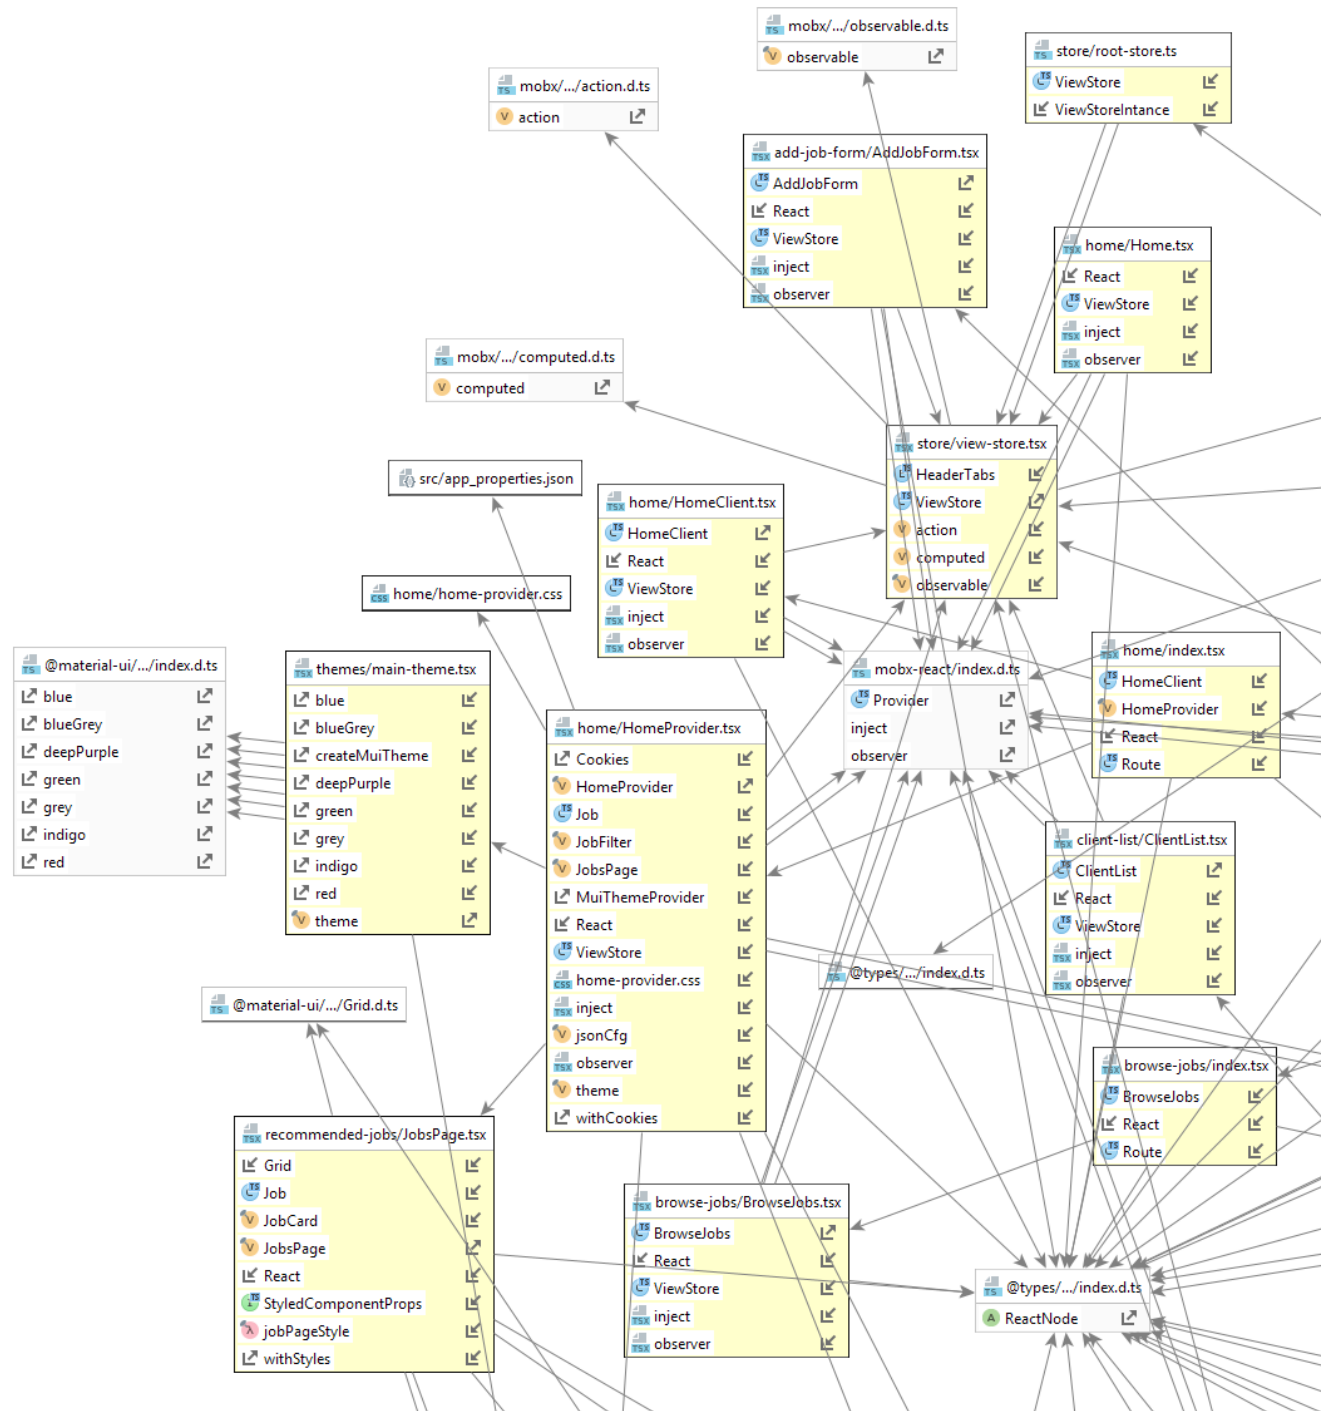 mobx/.../observable.d.ts
observable
store/root-store.ts
ViewStore
ViewStoreIntance
mobx/.../action.d.ts
action
add-job-form/AddJobForm.tsx
AddJobForm
React
ViewStore
inject
observer
home/Home.tsx
React
ViewStore
inject
observer
mobx/.../computed.d.ts
computed
store/view-store.tsx
HeaderTabs
ViewStore
action
computed
observable
src/app_properties.json
home/HomeClient.tsx
HomeClient
React
ViewStore
inject
observer
home/home-provider.css
@material-ui/.../index.d.ts
blue
blueGrey
deepPurple
green
grey
indigo
red
themes/main-theme.tsx
blue
blueGrey
createMuiTheme
deepPurple
green
grey
indigo
red
theme
mobx-react/index.d.ts
Provider
inject
observer
home/index.tsx
HomeClient
HomeProvider
React
Route
home/HomeProvider.tsx
Cookies
HomeProvider
Job
JobFilter
JobsPage
MuiThemeProvider
React
ViewStore
home-provider.css
inject
jsonCfg
observer
theme
withCookies
client-list/ClientList.tsx
ClientList
React
ViewStore
inject
observer
@types/.../index.d.ts
@material-ui/.../Grid.d.ts
browse-jobs/index.tsx
BrowseJobs
React
Route
recommended-jobs/JobsPage.tsx
Grid
Job
JobCard
JobsPage
React
StyledComponentProps
jobPageStyle
withStyles
browse-jobs/BrowseJobs.tsx
BrowseJobs
React
ViewStore
inject
observer
@types/.../index.d.ts
ReactNode